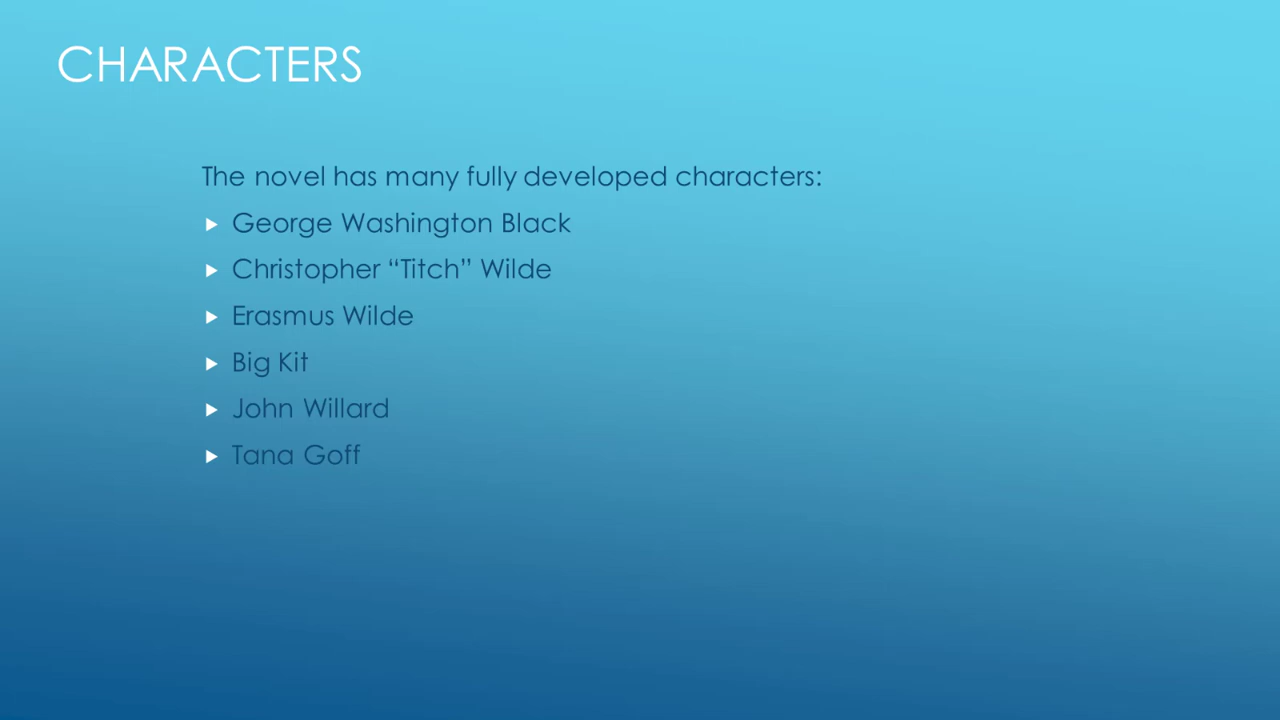 CHARACTERS
The novel has many fully developed characters:
George Washington Black
Christopher “Titch” Wilde
Erasmus Wilde
Big Kit
John Willard
Tana Goff